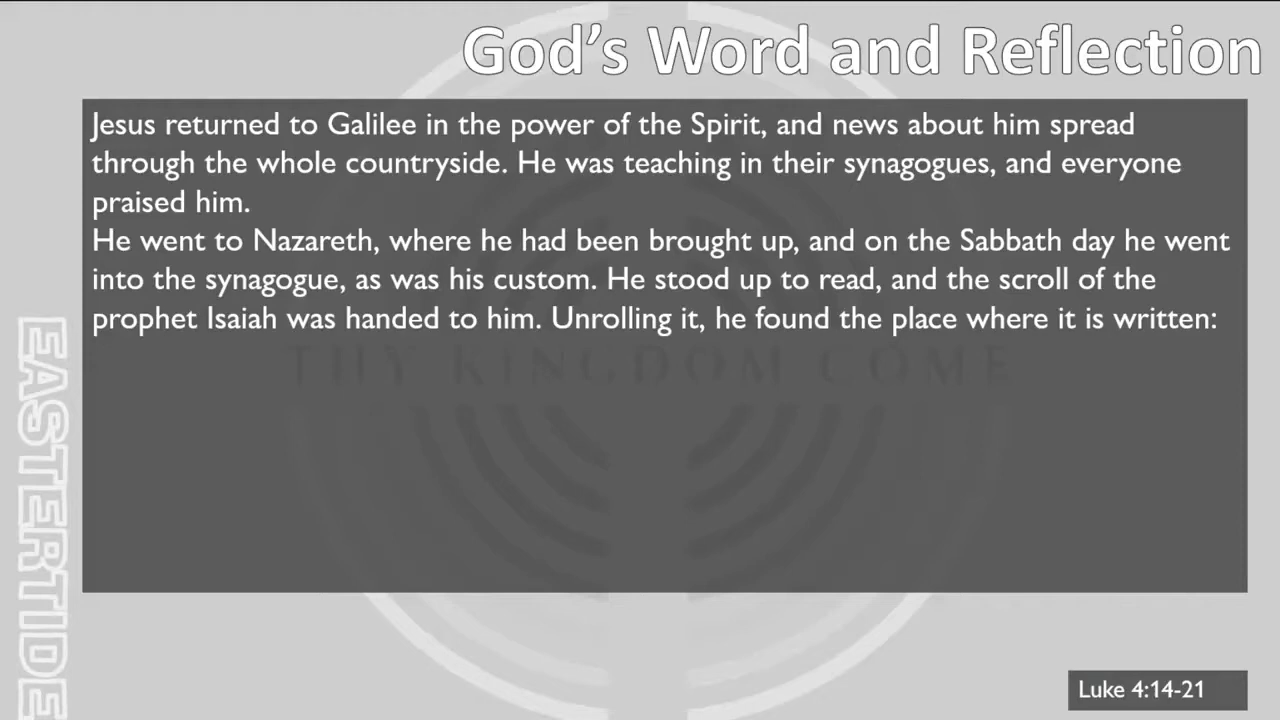 God's Word and Reflection
Jesus returned to Galilee in the power of the Spirit, and news about him spread
through the whole countryside. He was teaching in their synagogues, and everyone
praised him.
He went to Nazareth, where he had been brought up, and on the Sabbath day he went
into the synagogue, as was his custom. He stood up to read, and the scroll of the
prophet Isaiah was handed to him. Unrolling it, he found the place where it is written:
THY KINGDOM COME
EASTERTIDE
Luke 4:14-21